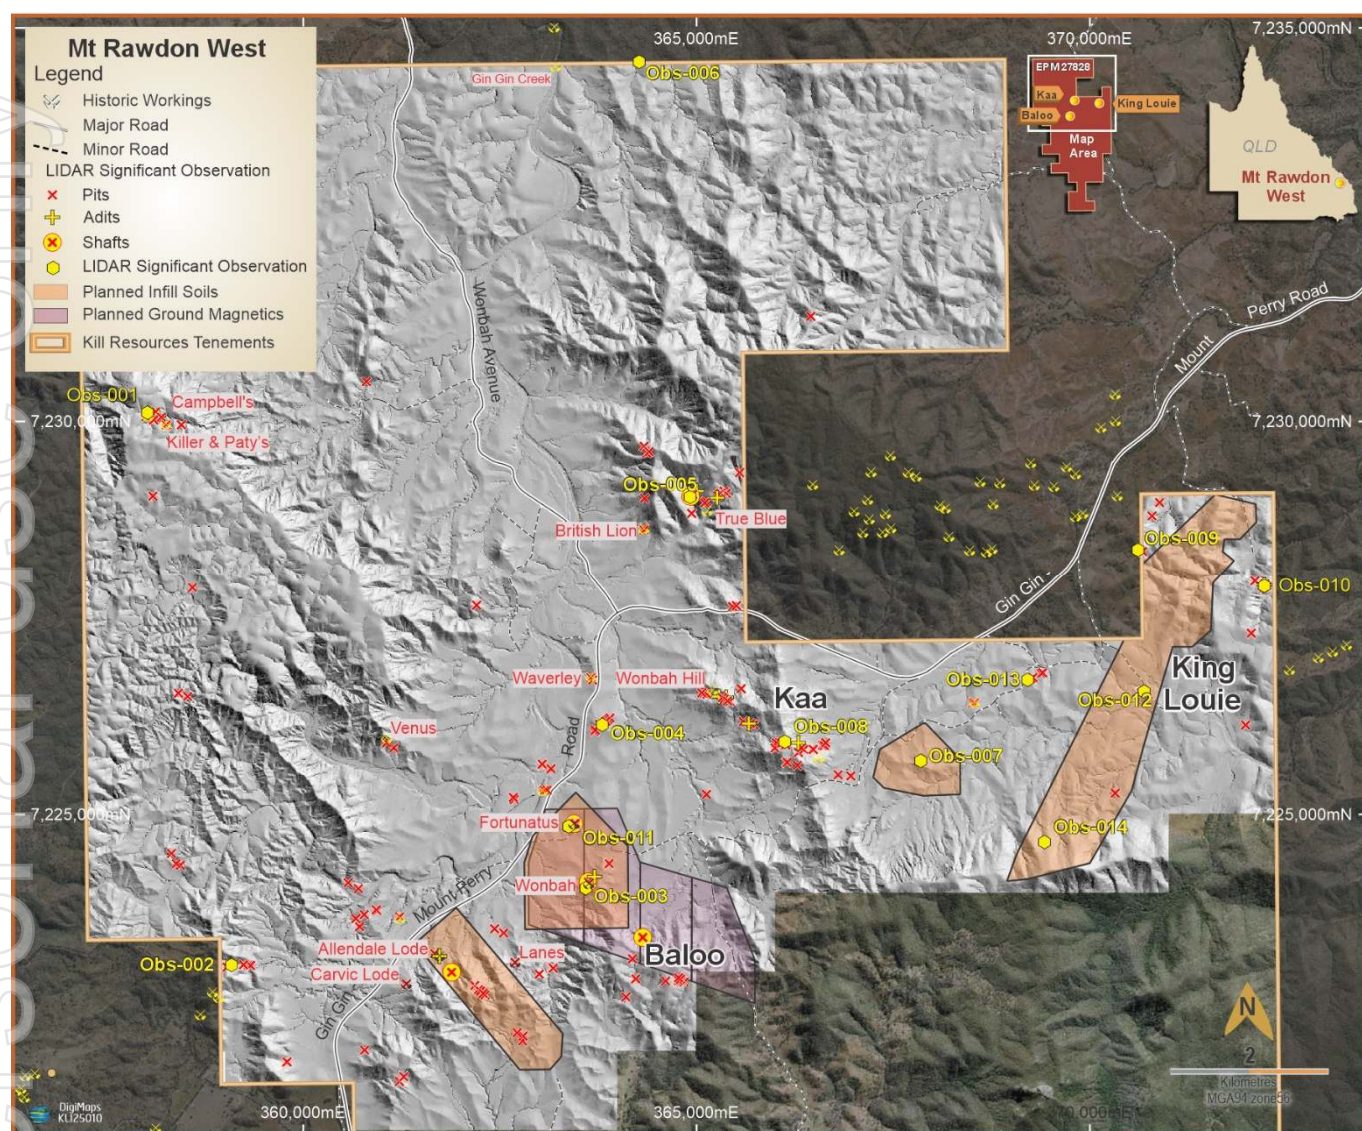 Mt Rawdon West
Legend
Historic Workings
Major Road
Minor Road
LIDAR Significant Observation
Pits
Adits
Shafts
LIDAR Significant Observation
Planned Infill Soils
Planned Ground Magnetics
Kill Resources Tenements
365,000mE
370,000mE
7,235,000mN
Gin Gin Creek
Obs-006
EPM 27828
Kaa
King Louie
Baloo
Map
Area
QLD
Mt Rawdon
West
Wonbah Avenue
Mount
Perry Road
Obs-001
Campbell's
7,230,000mN
Killer & Paty's
7,230,000mN
Obs-005
True Blue
British Lion
Obs-009
Gin Gin -
Obs-010
Waverley
Wonbah Hill
Obs-013
King
Louie
Kaa
Obs-012
Venus
Road
Obs-004
Obs-008
Obs-007
7,225,000mN
Fortunatus
Obs-011
Obs-014
7,225,000mN
Mount Perry
Wonbah
Obs-003
Allendale Lode
Lanes
Baloo
Obs-002
Carvic Lode
Gin Gin
N
2
Kilometres
MGA94 zone56
DigiMaps
KLI25010
360,000mE
365,000mE
370,000mE